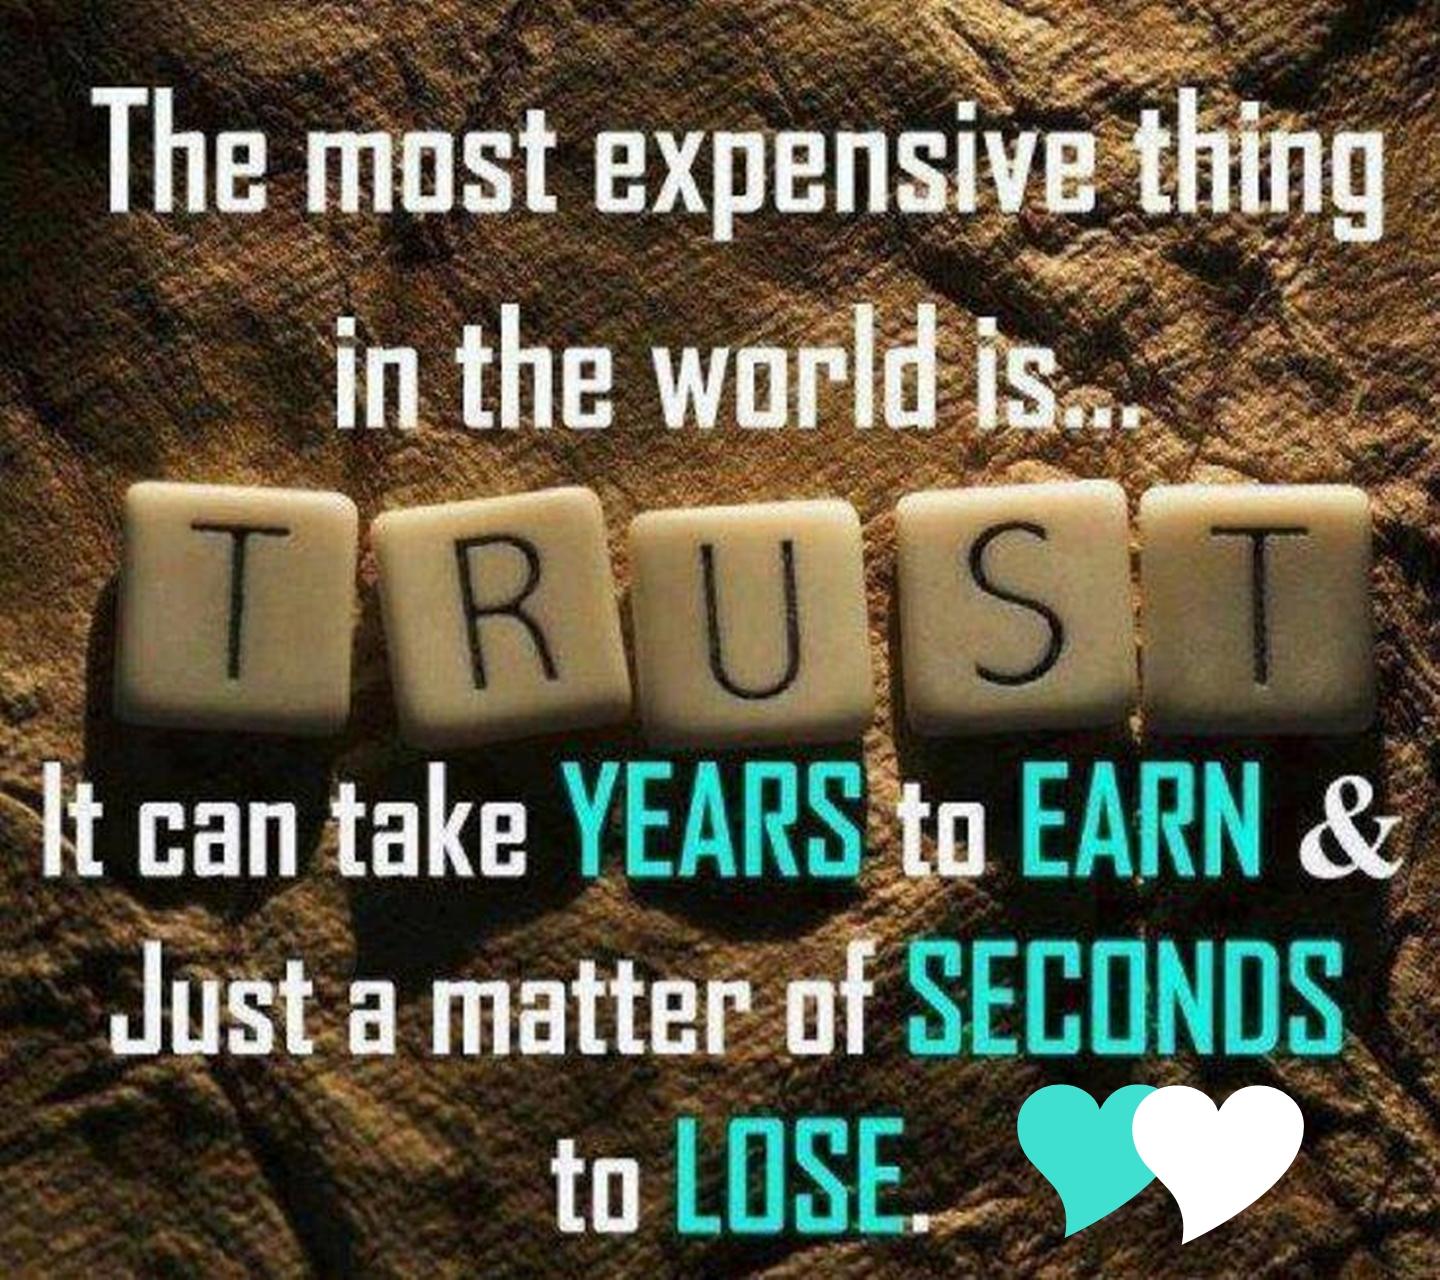 The most expensive thing
in the world is...
TRUST
It can take YEARS to EARN &
Just a matter of SECONDS
to LOSE.